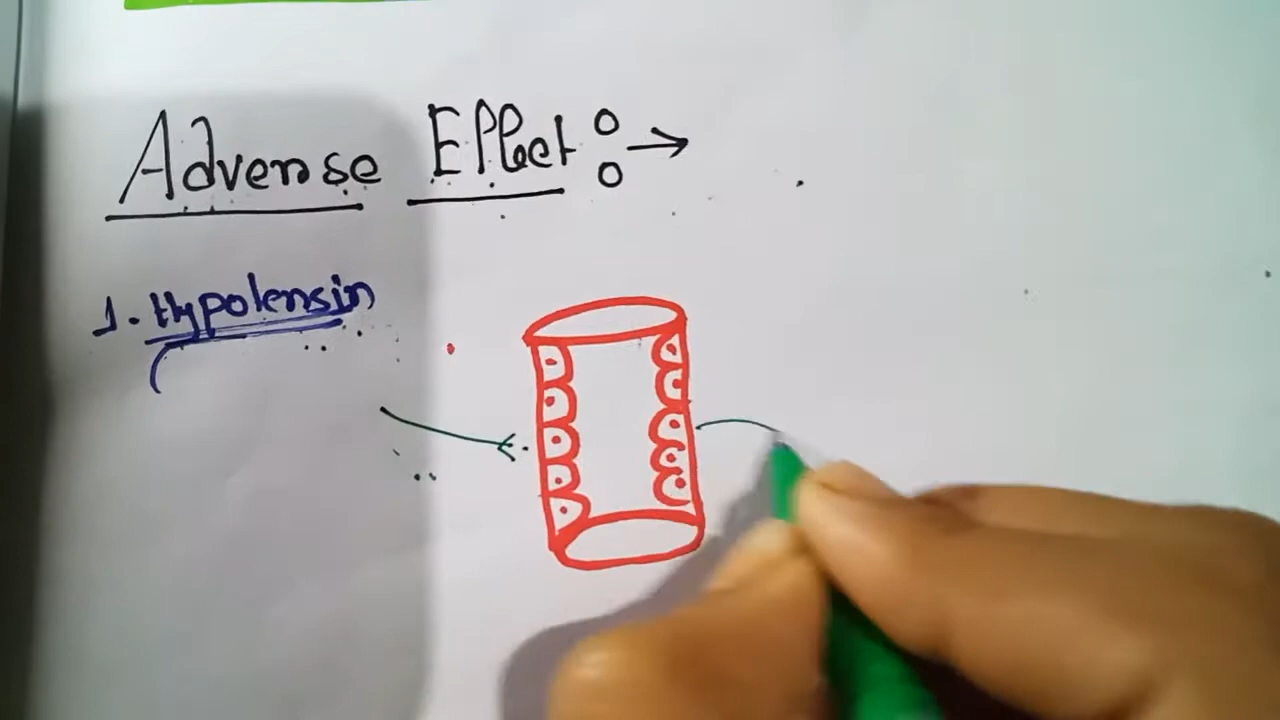 Adverse Effect : →
1. Hypotensin